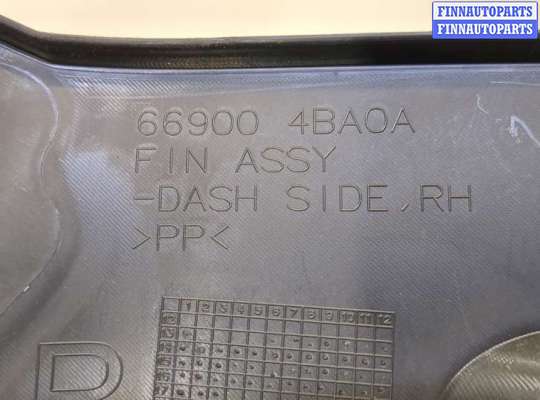 FINNAUTOPARTS
FINNAUTOPARTS
66900 4BA0A
FIN ASSY
-DASH SIDE,RH
>PP<
1 2 3 4 5 6 7 8 9 10 11 12
D